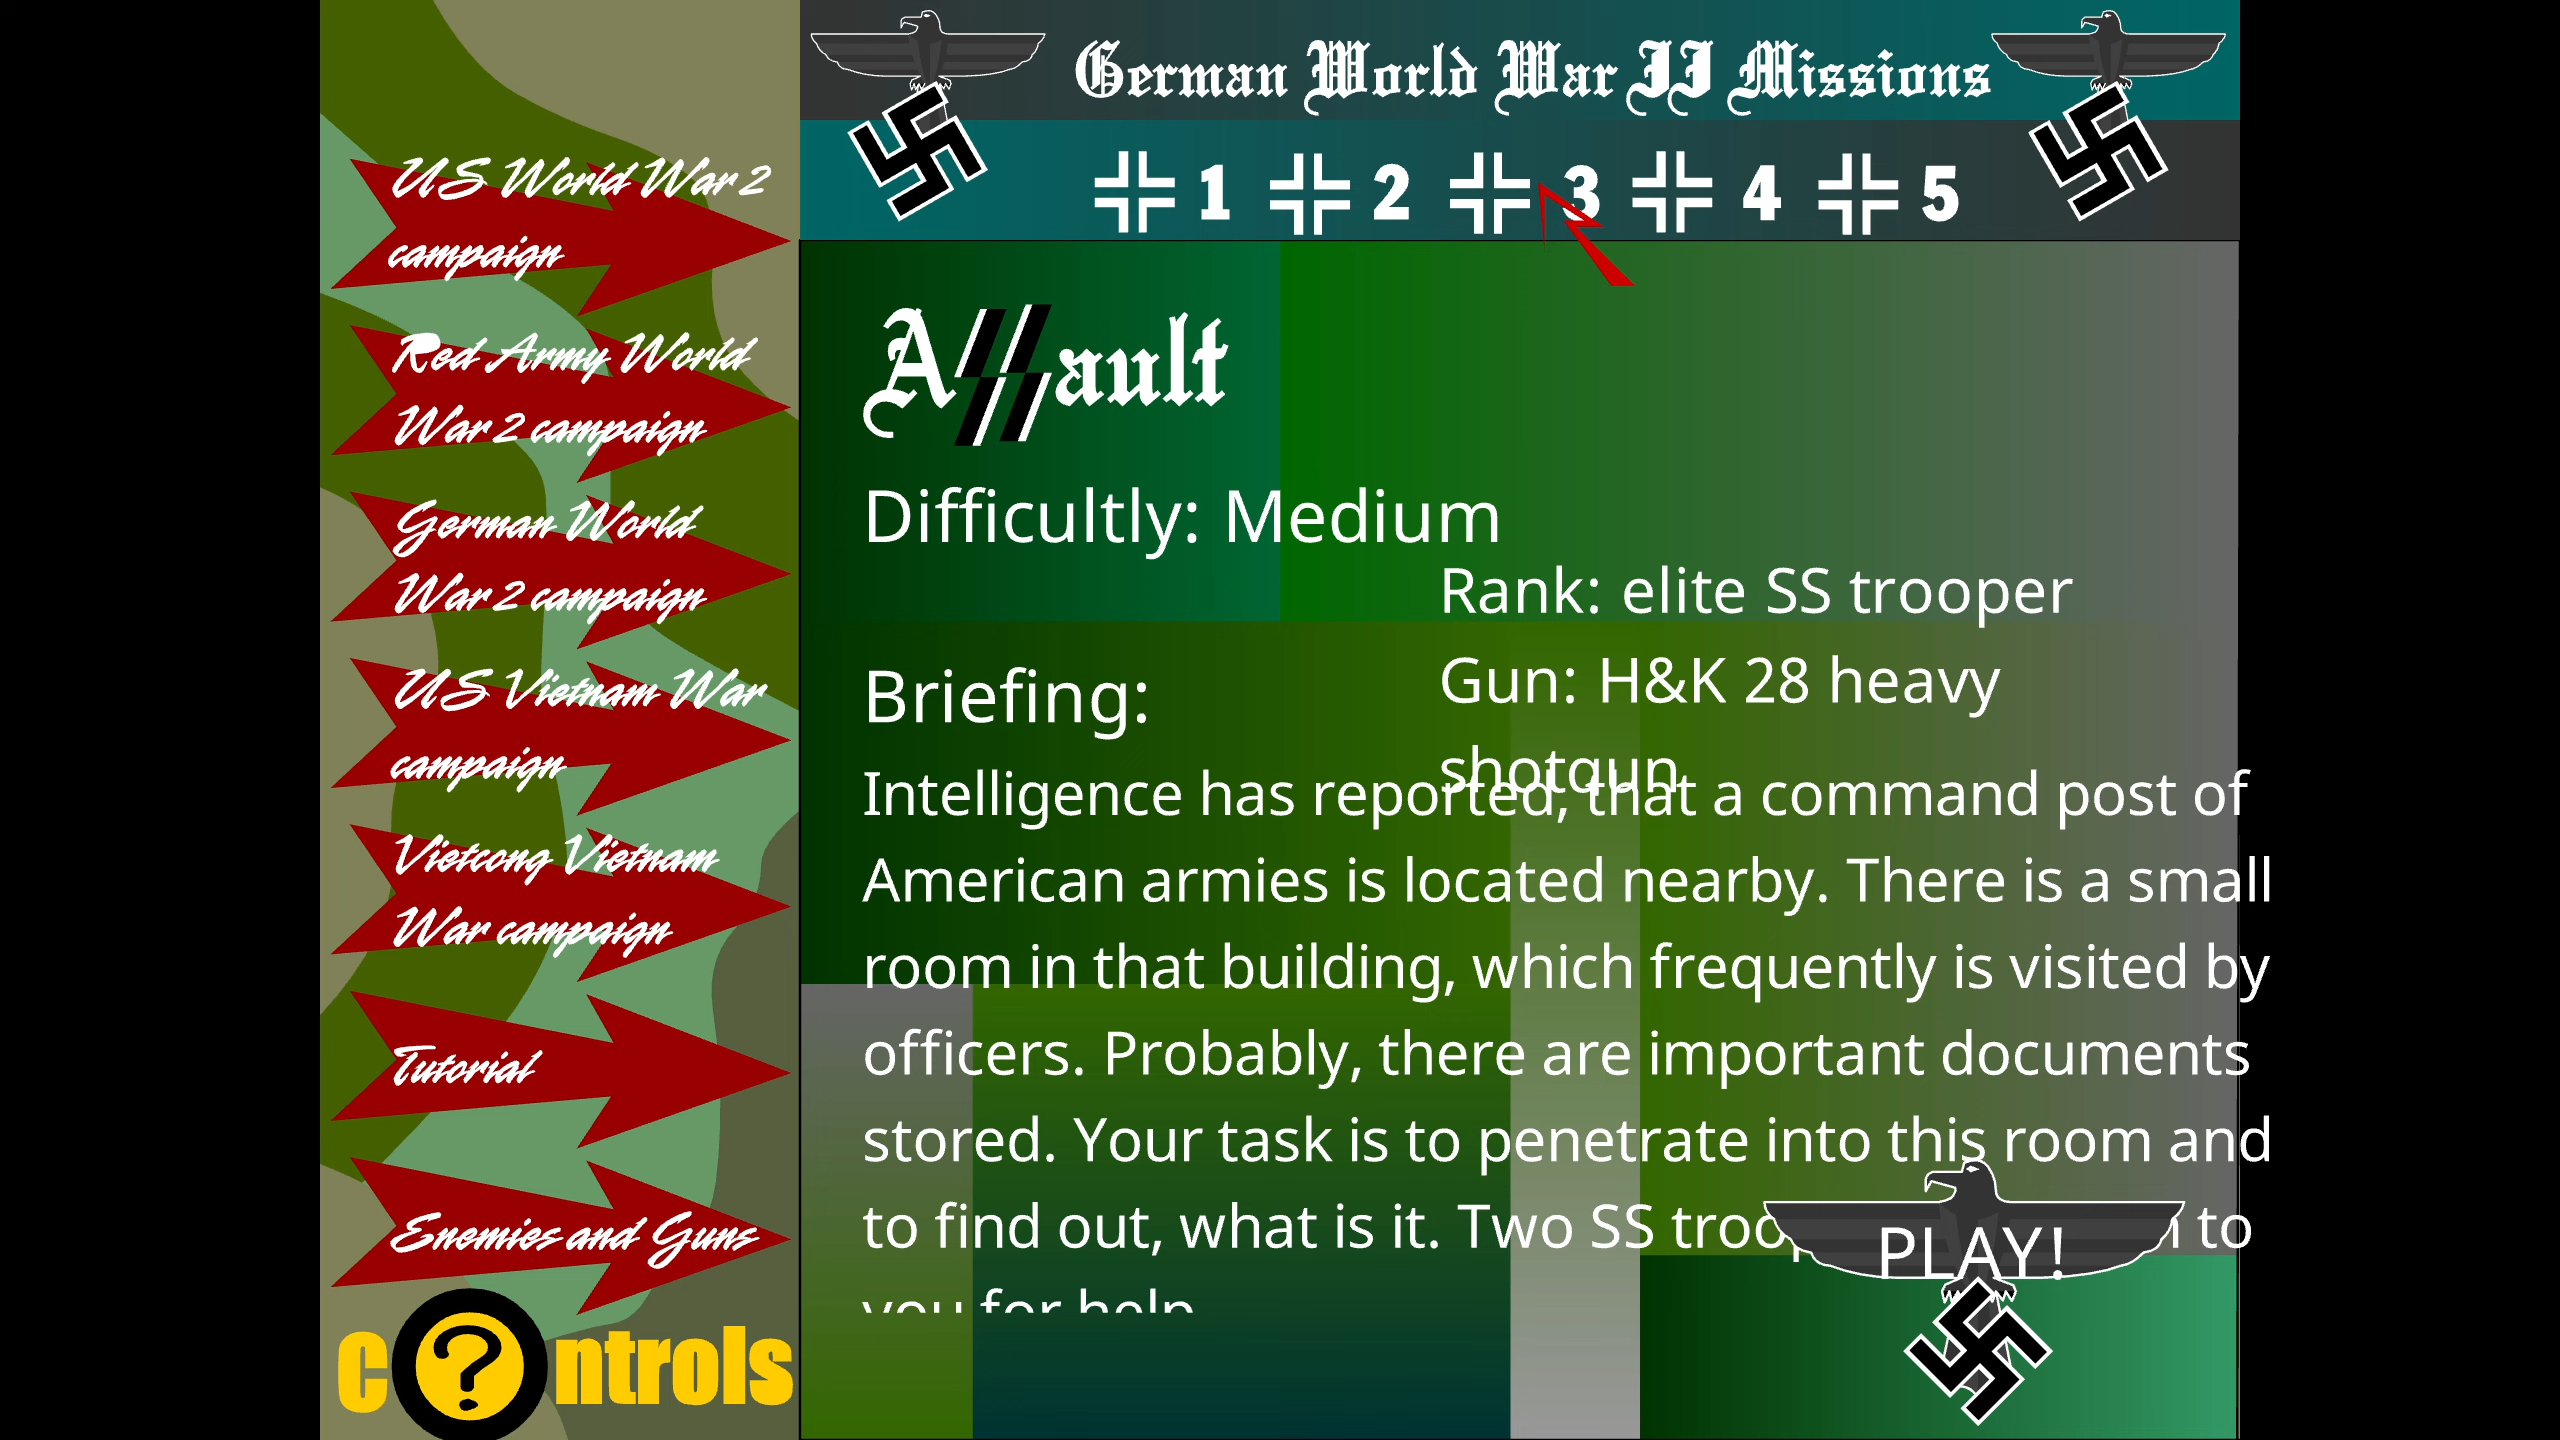 US World War 2
campaign
Red Army World
War 2 campaign
German World
War 2 campaign
US Vietnam War
campaign
Vietcong Vietnam
War campaign
Tutorial
Enemies and Guns
c?ntrols
German World War II Missions
1 2 3 4 5
Assault
Difficultly: Medium
Rank: elite SS trooper
Gun: H&K 28 heavy
shotgun
Briefing:
Intelligence has reported, that a command post of
American armies is located nearby. There is a small
room in that building, which frequently is visited by
officers. Probably, there are important documents
stored. Your task is to penetrate into this room and
to find out, what is it. Two SS to
you for help
PLAY!